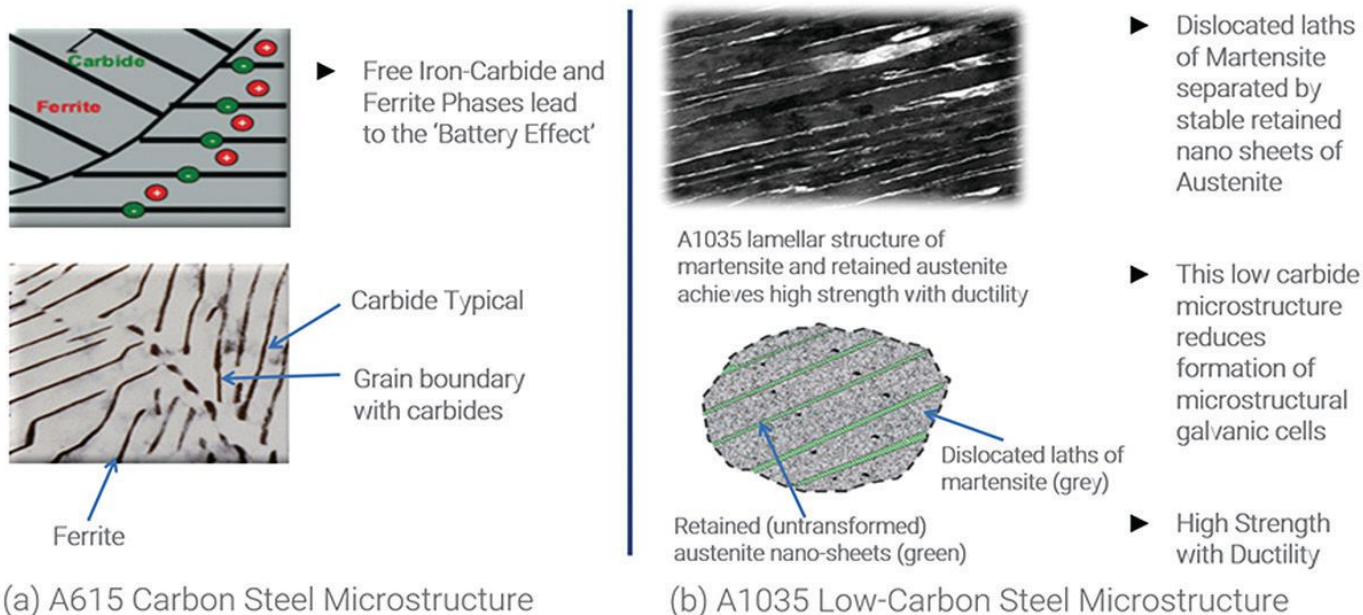 Carbide
Ferrite
► Free Iron-Carbide and
Ferrite Phases lead
to the 'Battery Effect'
Carbide Typical
Grain boundary
with carbides
Ferrite
(a) A615 Carbon Steel Microstructure
A1035 lamellar structure of
martensite and retained austenite
achieves high strength with ductility
Dislocated laths of
martensite (grey)
Retained (untransformed)
austenite nano-sheets (green)
► Dislocated laths
of Martensite
separated by
stable retained
nano sheets of
Austenite
► This low carbide
microstructure
reduces
formation of
microstructural
galvanic cells
► High Strength
with Ductility
(b) A1035 Low-Carbon Steel Microstructure